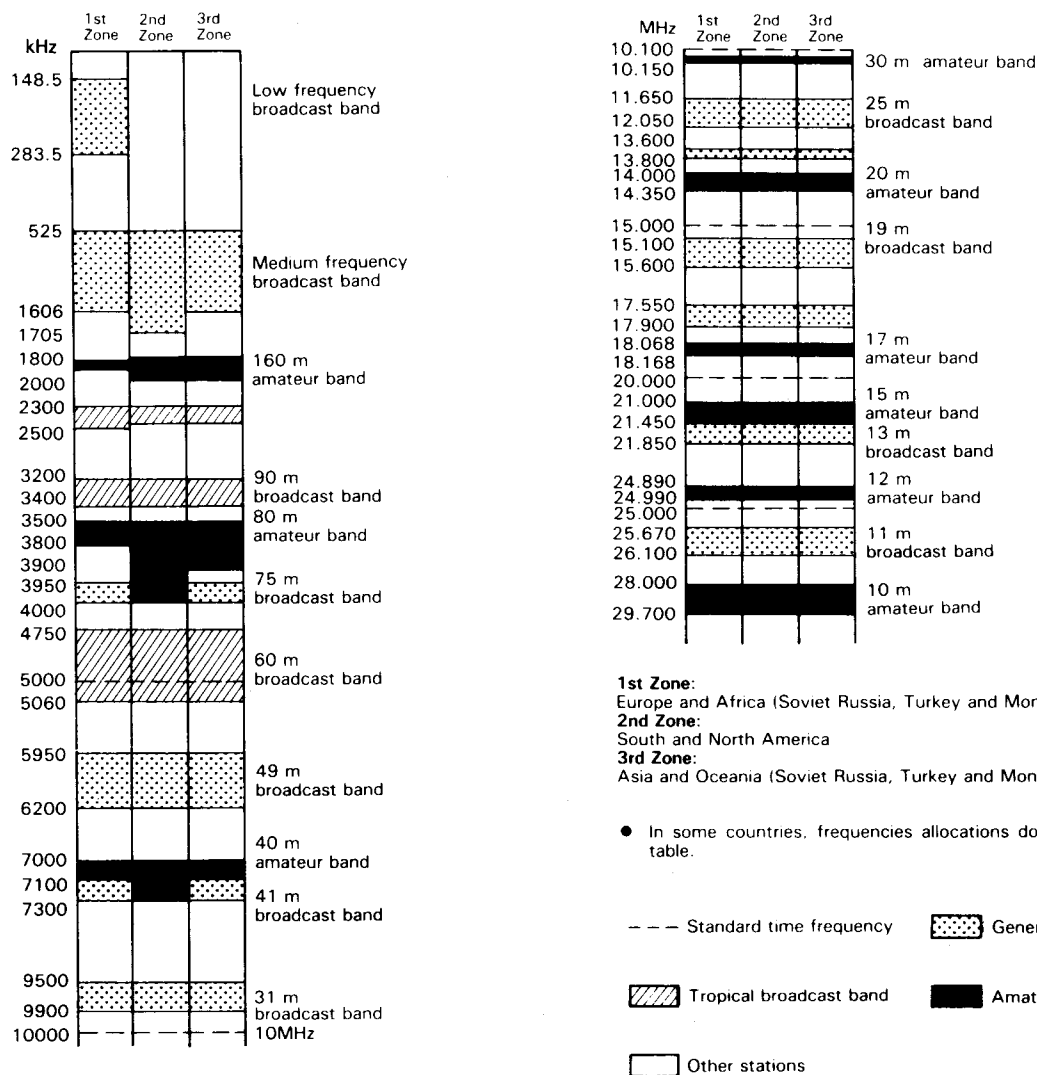 1st 2nd 3rd
kHz Zone Zone Zone
148.5
Low frequency
broadcast band
283.5
525
Medium frequency
broadcast band
1606
1705
1800
160 m
amateur band
2000
2300
2500
3200
90 m
broadcast band
3400
3500
80 m
amateur band
3800
3900
3950
75 m
broadcast band
4000
4750
60 m
broadcast band
5000
5060
5950
49 m
broadcast band
6200
40 m
amateur band
7000
7100
41 m
broadcast band
7300
9500
31 m
broadcast band
9900
10000
10MHz
MHz 1st 2nd 3rd
Zone Zone Zone
10.100
30 m amateur band
10.150
11.650
25 m
broadcast band
12.050
13.600
13.800
14.000
20 m
amateur band
14.350
15.000
19 m
broadcast band
15.100
15.600
17.550
17.900
18.068
17 m
amateur band
18.168
20.000
21.000
15 m
amateur band
21.450
13 m
broadcast band
21.850
24.890
12 m
amateur band
24.990
25.000
25.670
11 m
broadcast band
26.100
28.000
10 m
amateur band
29.700
1st Zone:
Europe and Africa (Soviet Russia, Turkey and Mon
2nd Zone:
South and North America
3rd Zone:
Asia and Oceania (Soviet Russia, Turkey and Mon
● In some countries, frequencies allocations do
table.
--- Standard time frequency
Gene
Tropical broadcast band
Amat
Other stations